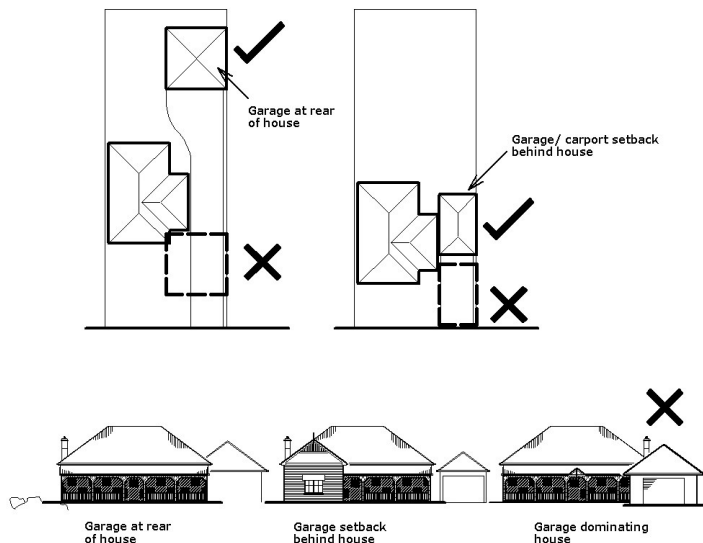 Garage at rear
of house
Garage/ carport setback
behind house
Garage at rear
of house
Garage setback
behind house
Garage dominating
house